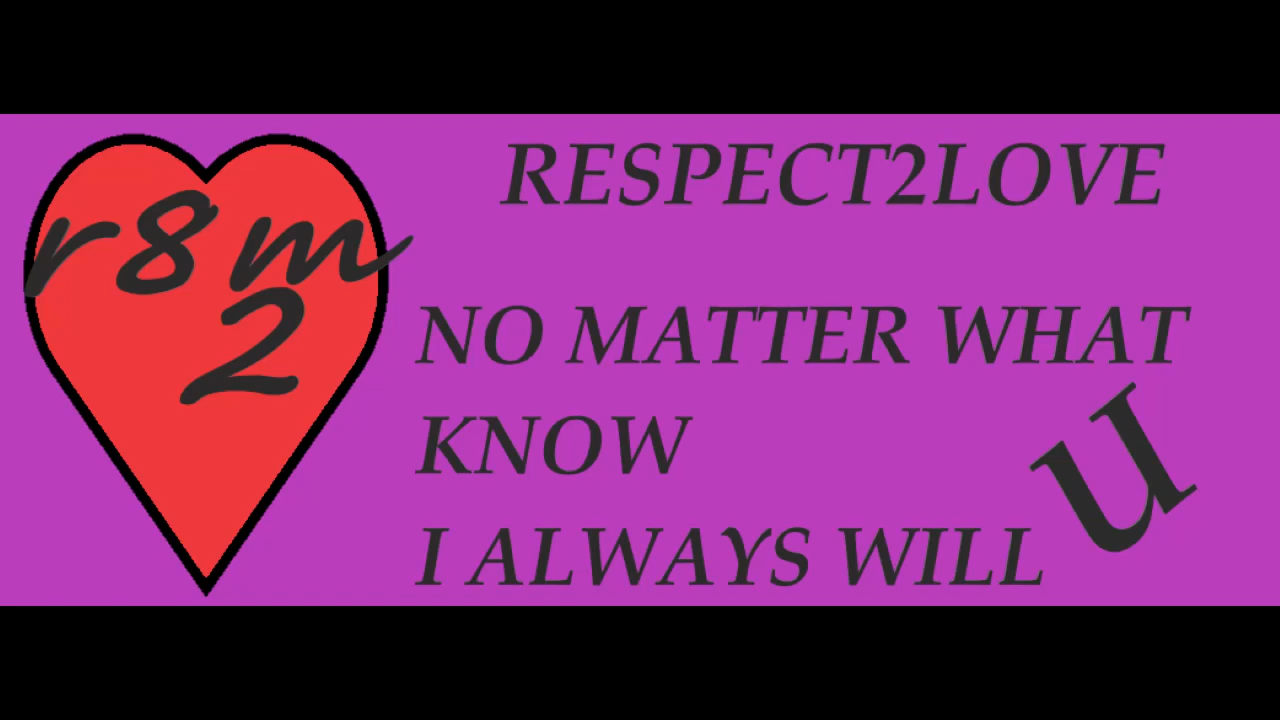 r8m
2
RESPECT2LOVE
NO MATTER WHAT
KNOW
I ALWAYS WILL u